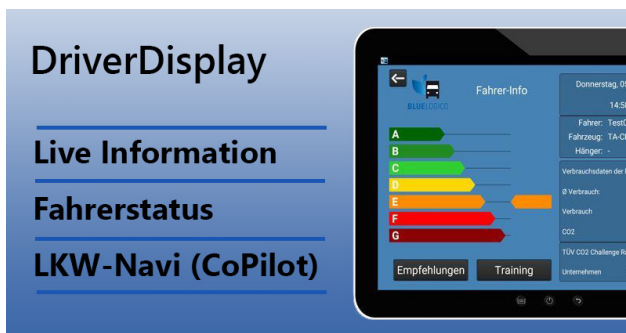 DriverDisplay
Live Information
Fahrerstatus
LKW-Navi (CoPilot)
BLUELOGICO
Fahrer-Info
Donnerstag,
14:5
Fahrer: Test
Fahrzeug: TA-C
Hänger: -
A
B
C
D
E
F
G
Verbrauchsdaten der
Ø Verbrauch:
Verbrauch
CO2
TÜV CO2 Challenge
Unternehmen
Empfehlungen
Training